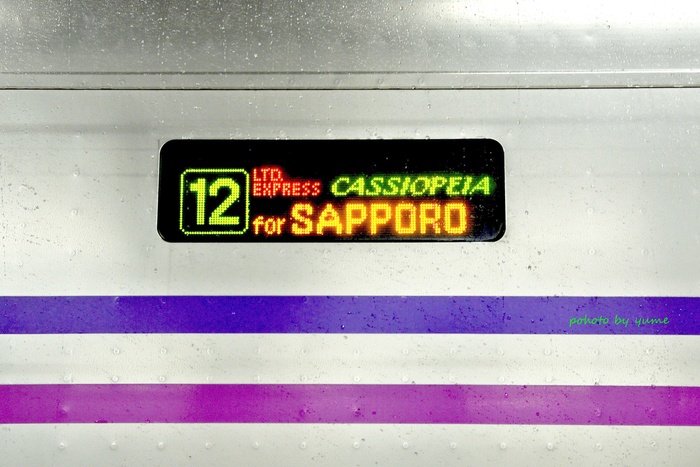 12
LTD.
EXPRESS CASSIOPEIA
for SAPPORO
pohoto by yume